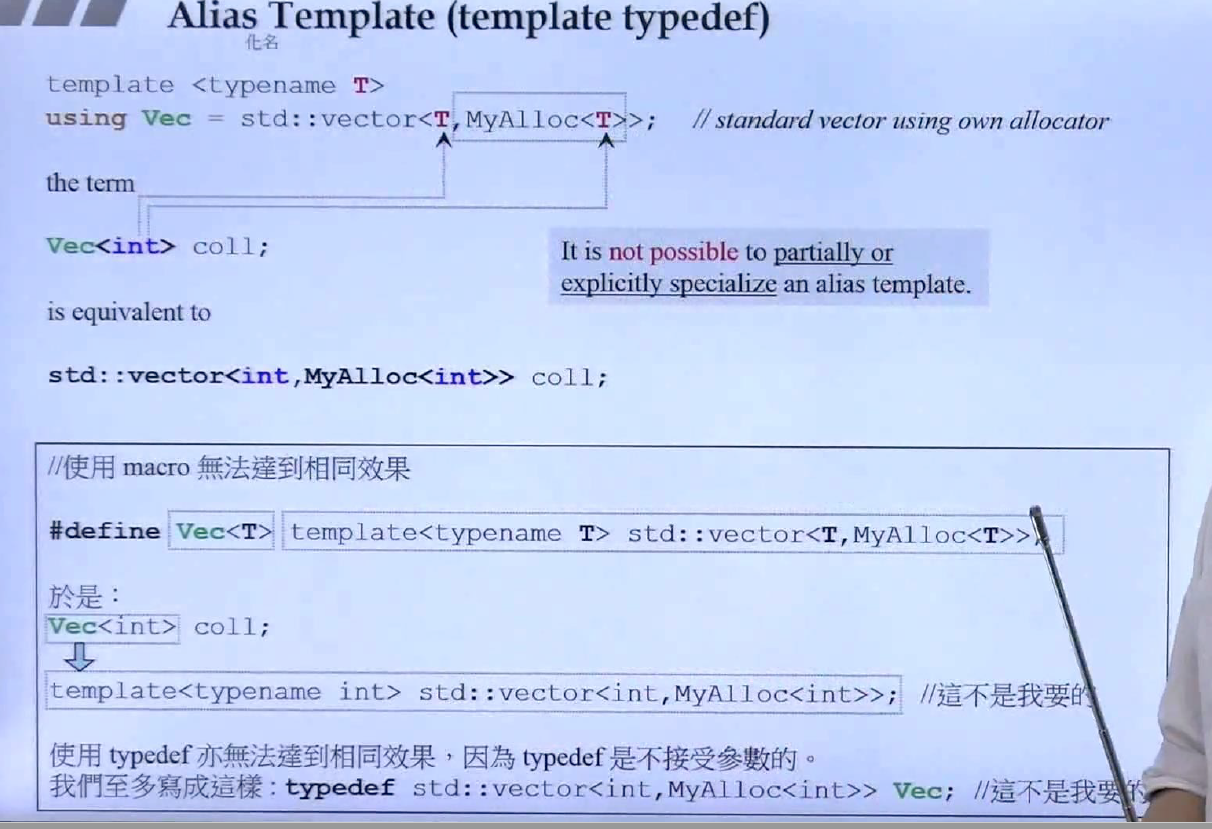 Alias Template (template typedef)
化名
template <typename T>
using Vec = std::vector<T,MyAlloc<T>>; // standard vector using own allocator
the term
Vec<int> coll;
It is not possible to partially or
explicitly specialize an alias template.
is equivalent to
std::vector<int,MyAlloc<int>> coll;
//使用 macro 無法達到相同效果
#define Vec<T> template<typename T> std::vector<T,MyAlloc<T>>;
於是：
Vec<int> coll;
template<typename int> std::vector<int,MyAlloc<int>>; //這不是我要的
使用 typedef 亦無法達到相同效果，因為 typedef 是不接受參數的。
我們至多寫成這樣：typedef std::vector<int,MyAlloc<int>> Vec; //這不是我要的